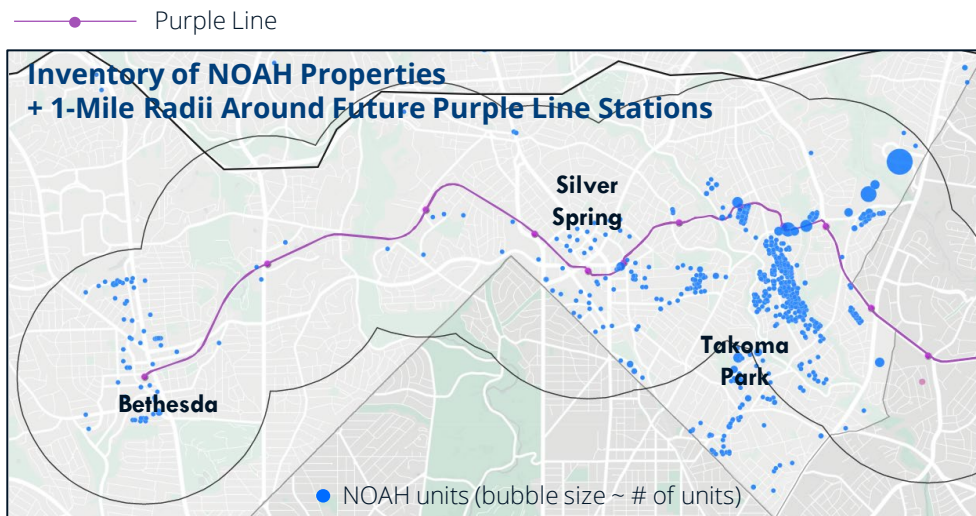 Purple Line
Inventory of NOAH Properties
+ 1-Mile Radii Around Future Purple Line Stations
Silver
Spring
Takoma
Park
Bethesda
NOAH units (bubble size ~ # of units)